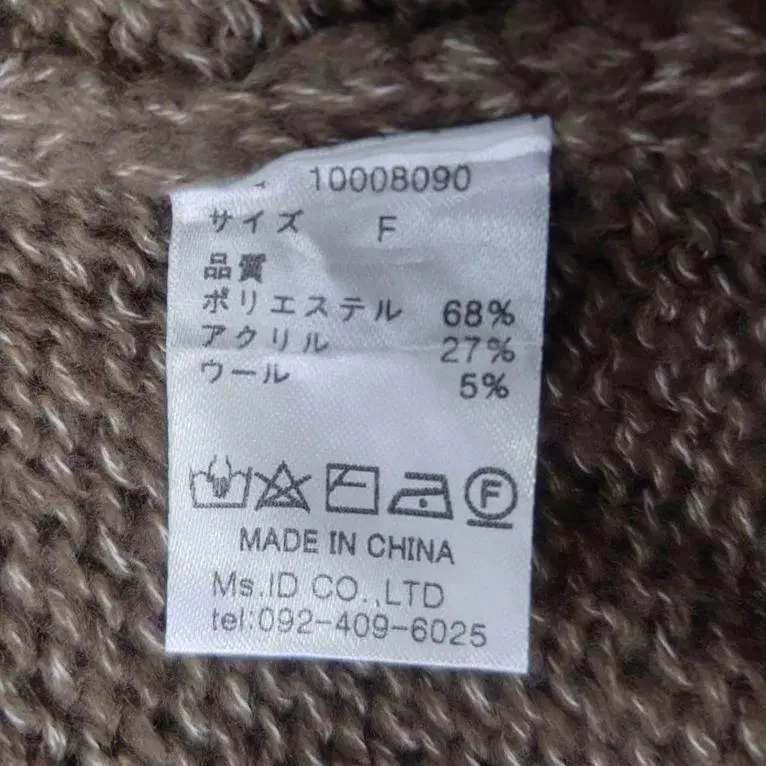 10008090
サイズ F
品質
ポリエステル 68%
アクリル 27%
ウール 5%
F
MADE IN CHINA
Ms.ID CO.,LTD
tel:092-409-6025